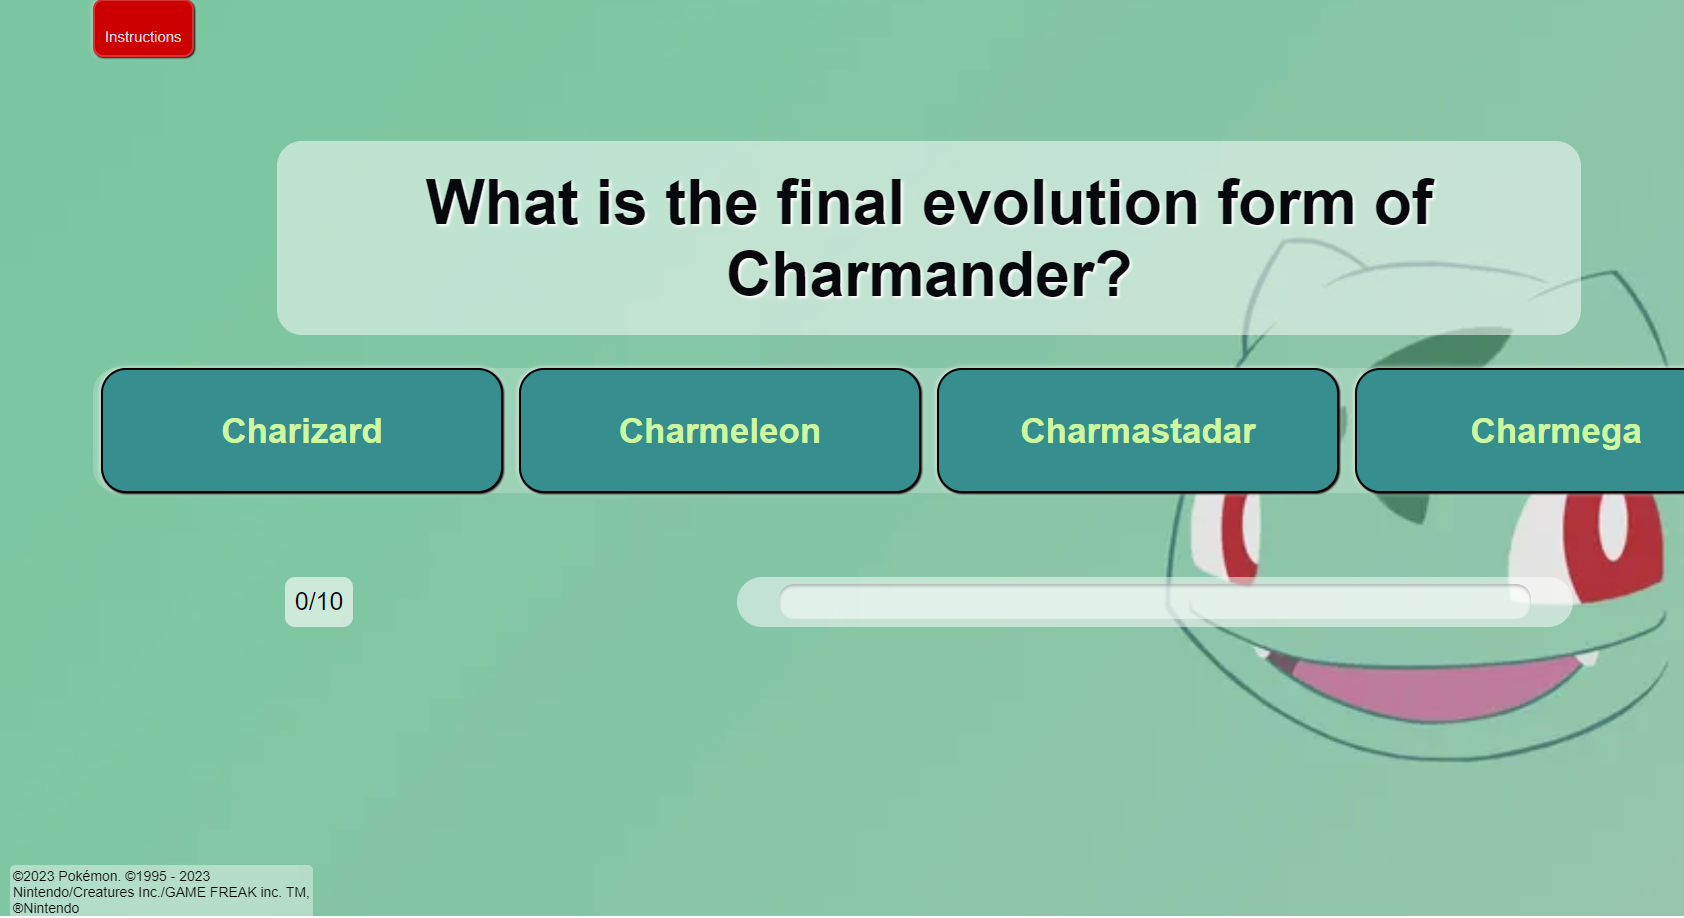 Instructions
What is the final evolution form of
Charmander?
Charizard
Charmeleon
Charmastadar
Charmega
0/10
©2023 Pokémon. ©1995 - 2023
Nintendo/Creatures Inc./GAME FREAK inc. TM,
®Nintendo